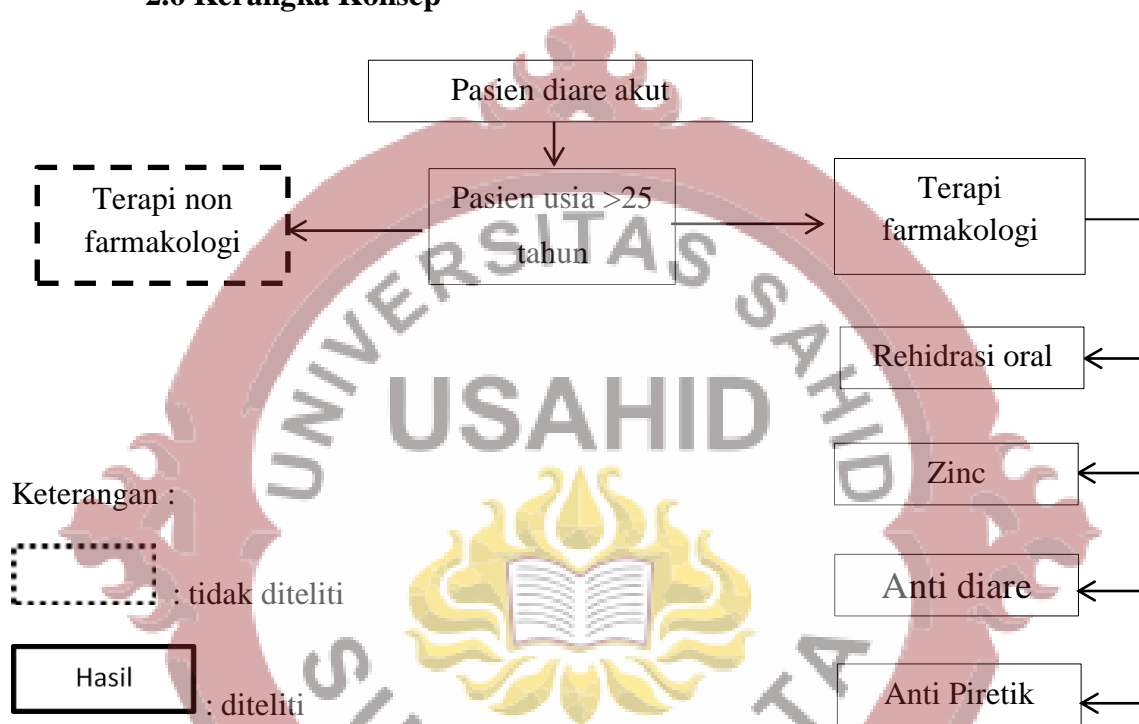 2.6 Kerangka Konsep
Pasien diare akut
Terapi non
farmakologi
Pasien usia >25
tahun
Terapi
farmakologi
Rehidrasi oral
Zinc
Anti diare
Anti Piretik
Keterangan :
: tidak diteliti
Hasil
: diteliti
UNIVERSITAS SAHID
USAHID